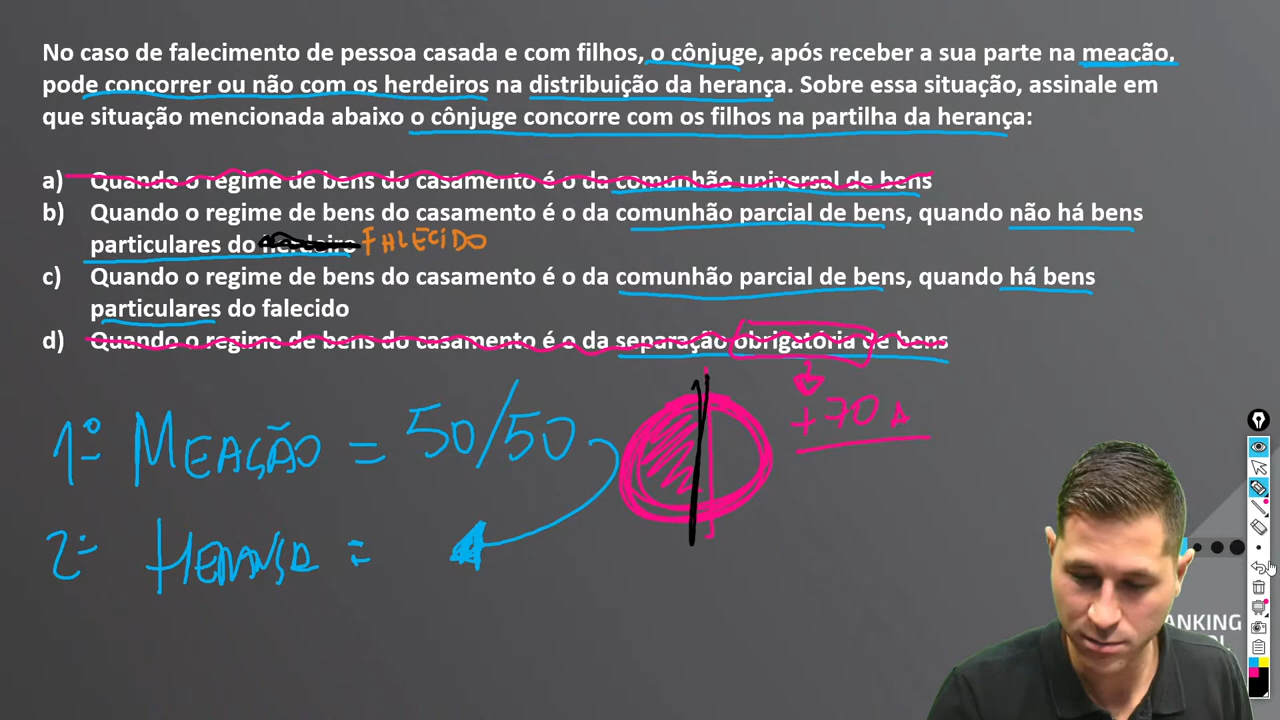 No caso de falecimento de pessoa casada e com filhos, o cônjuge, após receber a sua parte na meação,
pode concorrer ou não com os herdeiros na distribuição da herança. Sobre essa situação, assinale em
que situação mencionada abaixo o cônjuge concorre com os filhos na partilha da herança:
a) Quando o regime de bens do casamento é o da comunhão universal de bens
b) Quando o regime de bens do casamento é o da comunhão parcial de bens, quando não há bens
particulares do herdeiro FALECIDO
c) Quando o regime de bens do casamento é o da comunhão parcial de bens, quando há bens
particulares do falecido
d) Quando o regime de bens do casamento é o da separação obrigatória de bens
+70 A
1º MEAÇÃO = 50/50
2º HERANÇA =
ANKING